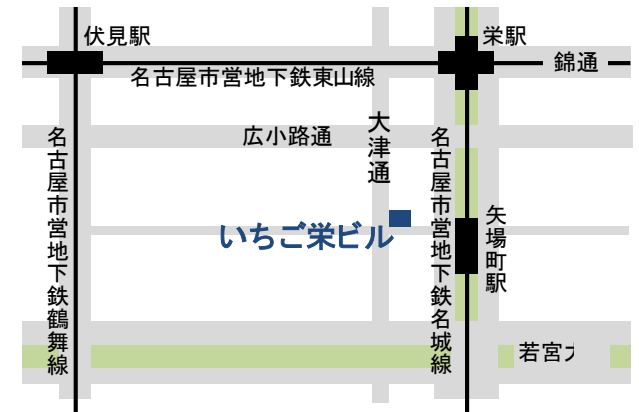 伏見駅
栄駅
錦通
名古屋市営地下鉄東山線
広小路通
大津通
名古屋市営地下鉄鶴舞線
名古屋市営地下鉄名城線
矢場町駅
いちご栄ビル
若宮